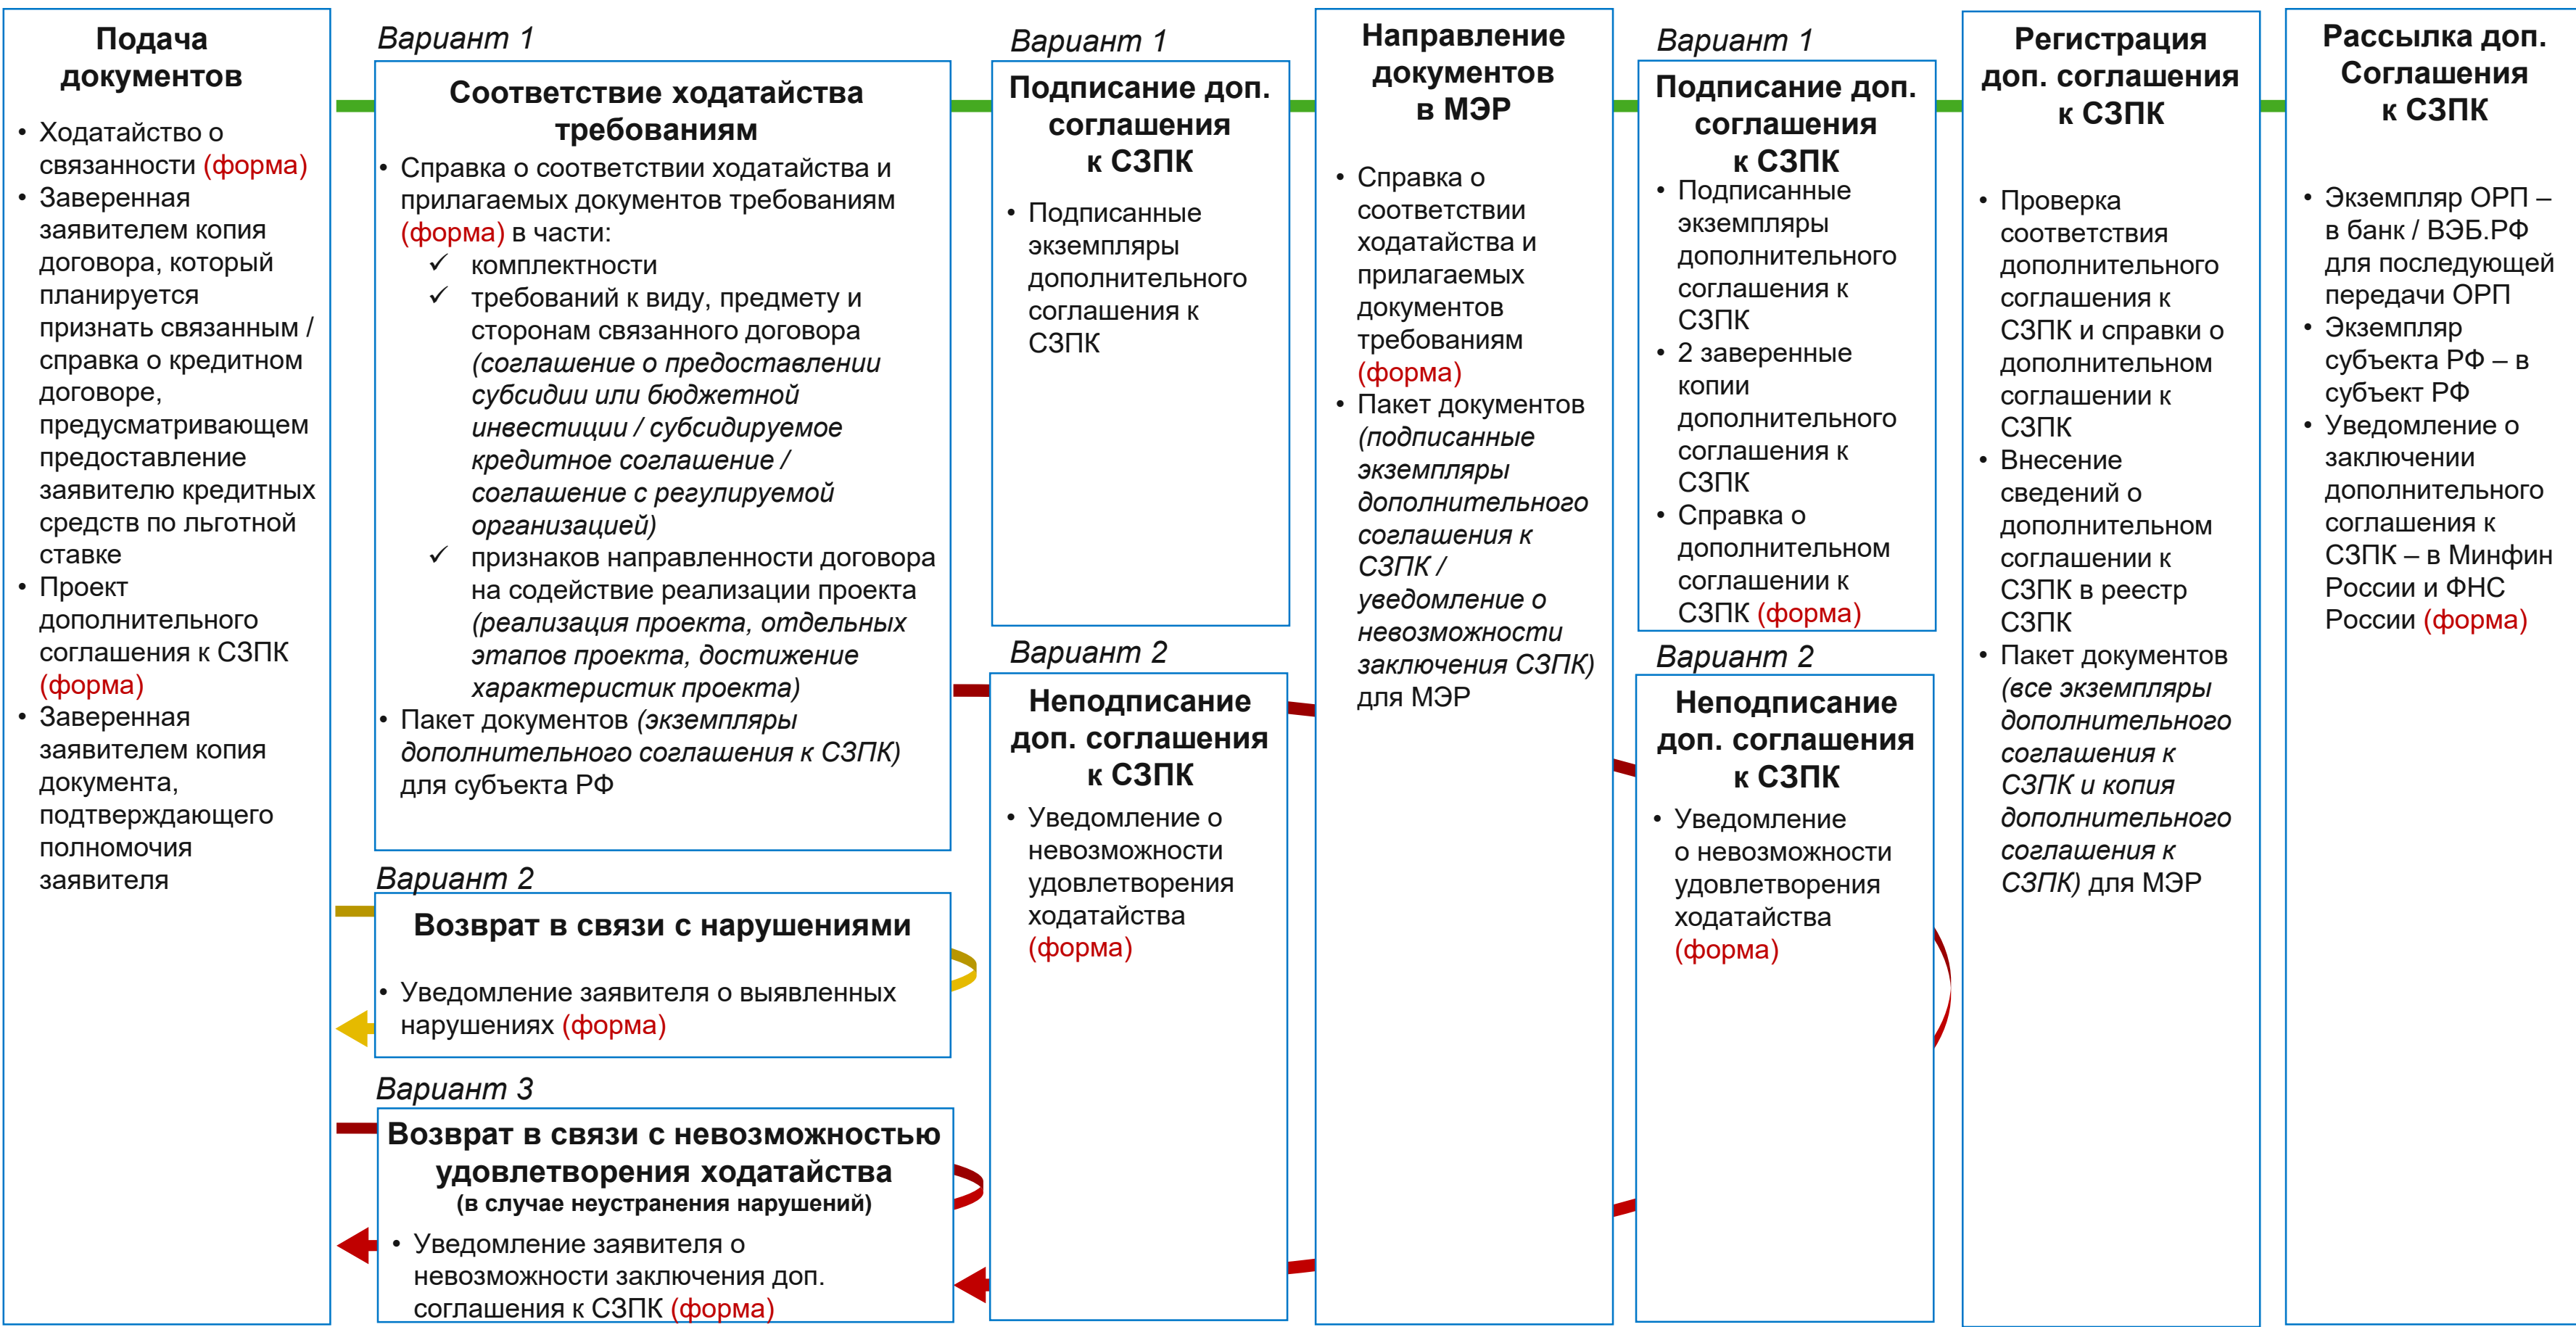 Подача
документов
• Ходатайство о
связанности (форма)
• Заверенная
заявителем копия
договора, который
планируется
признать связанным /
справка о кредитном
договоре,
предусматривающем
предоставление
заявителю кредитных
средств по льготной
ставке
• Проект
дополнительного
соглашения к СЗПК
(форма)
• Заверенная
заявителем копия
документа,
подтверждающего
полномочия
заявителя
Вариант 1
Соответствие ходатайства
требованиям
• Справка о соответствии ходатайства и
прилагаемых документов требованиям
(форма) в части:
✓ комплектности
✓ требований к виду, предмету и
сторонам связанного договора
(соглашение о предоставлении
субсидии или бюджетной
инвестиции / субсидируемое
кредитное соглашение /
соглашение с регулируемой
организацией)
✓ признаков направленности договора
на содействие реализации проекта
(реализация проекта, отдельных
этапов проекта, достижение
характеристик проекта)
• Пакет документов (экземпляры
дополнительного соглашения к СЗПК)
для субъекта РФ
Вариант 2
Возврат в связи с нарушениями
• Уведомление заявителя о выявленных
нарушениях (форма)
Вариант 3
Возврат в связи с невозможностью
удовлетворения ходатайства
(в случае неустранения нарушений)
• Уведомление заявителя о
невозможности заключения доп.
соглашения к СЗПК (форма)
Вариант 1
Подписание доп.
соглашения
к СЗПК
• Подписанные
экземпляры
дополнительного
соглашения к
СЗПК
Вариант 2
Неподписание
доп. соглашения
к СЗПК
• Уведомление о
невозможности
удовлетворения
ходатайства
(форма)
Направление
документов
в МЭР
• Справка о
соответствии
ходатайства и
прилагаемых
документов
требованиям
(форма)
• Пакет документов
(подписанные
экземпляры
дополнительного
соглашения к
СЗПК /
уведомление о
невозможности
заключения СЗПК)
для МЭР
Вариант 1
Подписание доп.
соглашения
к СЗПК
• Подписанные
экземпляры
дополнительного
соглашения к
СЗПК
• 2 заверенные
копии
дополнительного
соглашения к
СЗПК
• Справка о
дополнительном
соглашении к
СЗПК (форма)
Вариант 2
Неподписание
доп. соглашения
к СЗПК
• Уведомление
о невозможности
удовлетворения
ходатайства
(форма)
Регистрация
доп. соглашения
к СЗПК
• Проверка
соответствия
дополнительного
соглашения к
СЗПК и справки о
дополнительном
соглашении к
СЗПК
• Внесение
сведений о
дополнительном
соглашении к
СЗПК в реестр
СЗПК
• Пакет документов
(все экземпляры
дополнительного
соглашения к
СЗПК и копия
дополнительного
соглашения к
СЗПК) для МЭР
Рассылка доп.
Соглашения
к СЗПК
• Экземпляр ОРП –
в банк / ВЭБ.РФ
для последующей
передачи ОРП
• Экземпляр
субъекта РФ – в
субъект РФ
• Уведомление о
заключении
дополнительного
соглашения к
СЗПК – в Минфин
России и ФНС
России (форма)